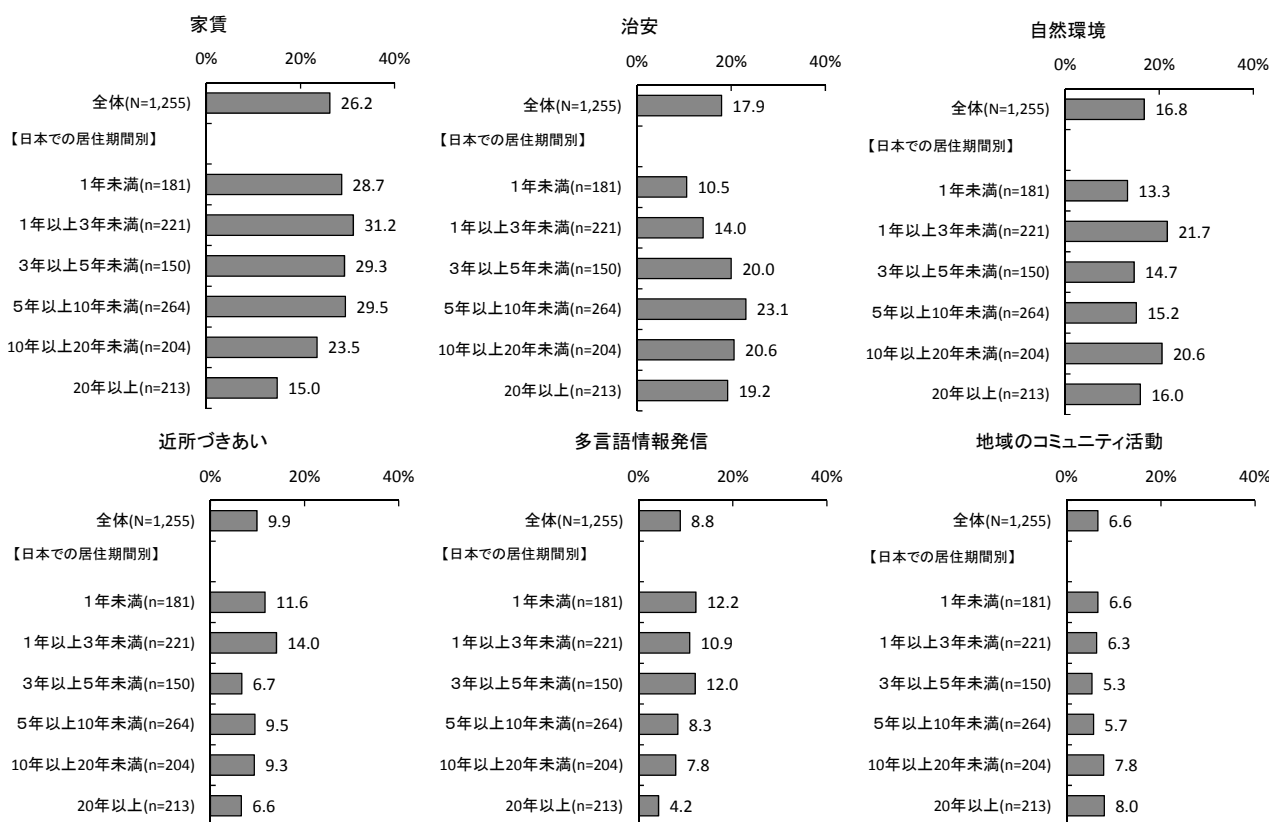 家賃
0% 20% 40%
全体(N=1,255) 26.2
【日本での居住期間別】
1年未満(n=181) 28.7
1年以上3年未満(n=221) 31.2
3年以上5年未満(n=150) 29.3
5年以上10年未満(n=264) 29.5
10年以上20年未満(n=204) 23.5
20年以上(n=213) 15.0
治安
0% 20% 40%
全体(N=1,255) 17.9
【日本での居住期間別】
1年未満(n=181) 10.5
1年以上3年未満(n=221) 14.0
3年以上5年未満(n=150) 20.0
5年以上10年未満(n=264) 23.1
10年以上20年未満(n=204) 20.6
20年以上(n=213) 19.2
自然環境
0% 20% 40%
全体(N=1,255) 16.8
【日本での居住期間別】
1年未満(n=181) 13.3
1年以上3年未満(n=221) 21.7
3年以上5年未満(n=150) 14.7
5年以上10年未満(n=264) 15.2
10年以上20年未満(n=204) 20.6
20年以上(n=213) 16.0
近所づきあい
0% 20% 40%
全体(N=1,255) 9.9
【日本での居住期間別】
1年未満(n=181) 11.6
1年以上3年未満(n=221) 14.0
3年以上5年未満(n=150) 6.7
5年以上10年未満(n=264) 9.5
10年以上20年未満(n=204) 9.3
20年以上(n=213) 6.6
多言語情報発信
0% 20% 40%
全体(N=1,255) 8.8
【日本での居住期間別】
1年未満(n=181) 12.2
1年以上3年未満(n=221) 10.9
3年以上5年未満(n=150) 12.0
5年以上10年未満(n=264) 8.3
10年以上20年未満(n=204) 7.8
20年以上(n=213) 4.2
地域のコミュニティ活動
0% 20% 40%
全体(N=1,255) 6.6
【日本での居住期間別】
1年未満(n=181) 6.6
1年以上3年未満(n=221) 6.3
3年以上5年未満(n=150) 5.3
5年以上10年未満(n=264) 5.7
10年以上20年未満(n=204) 7.8
20年以上(n=213) 8.0